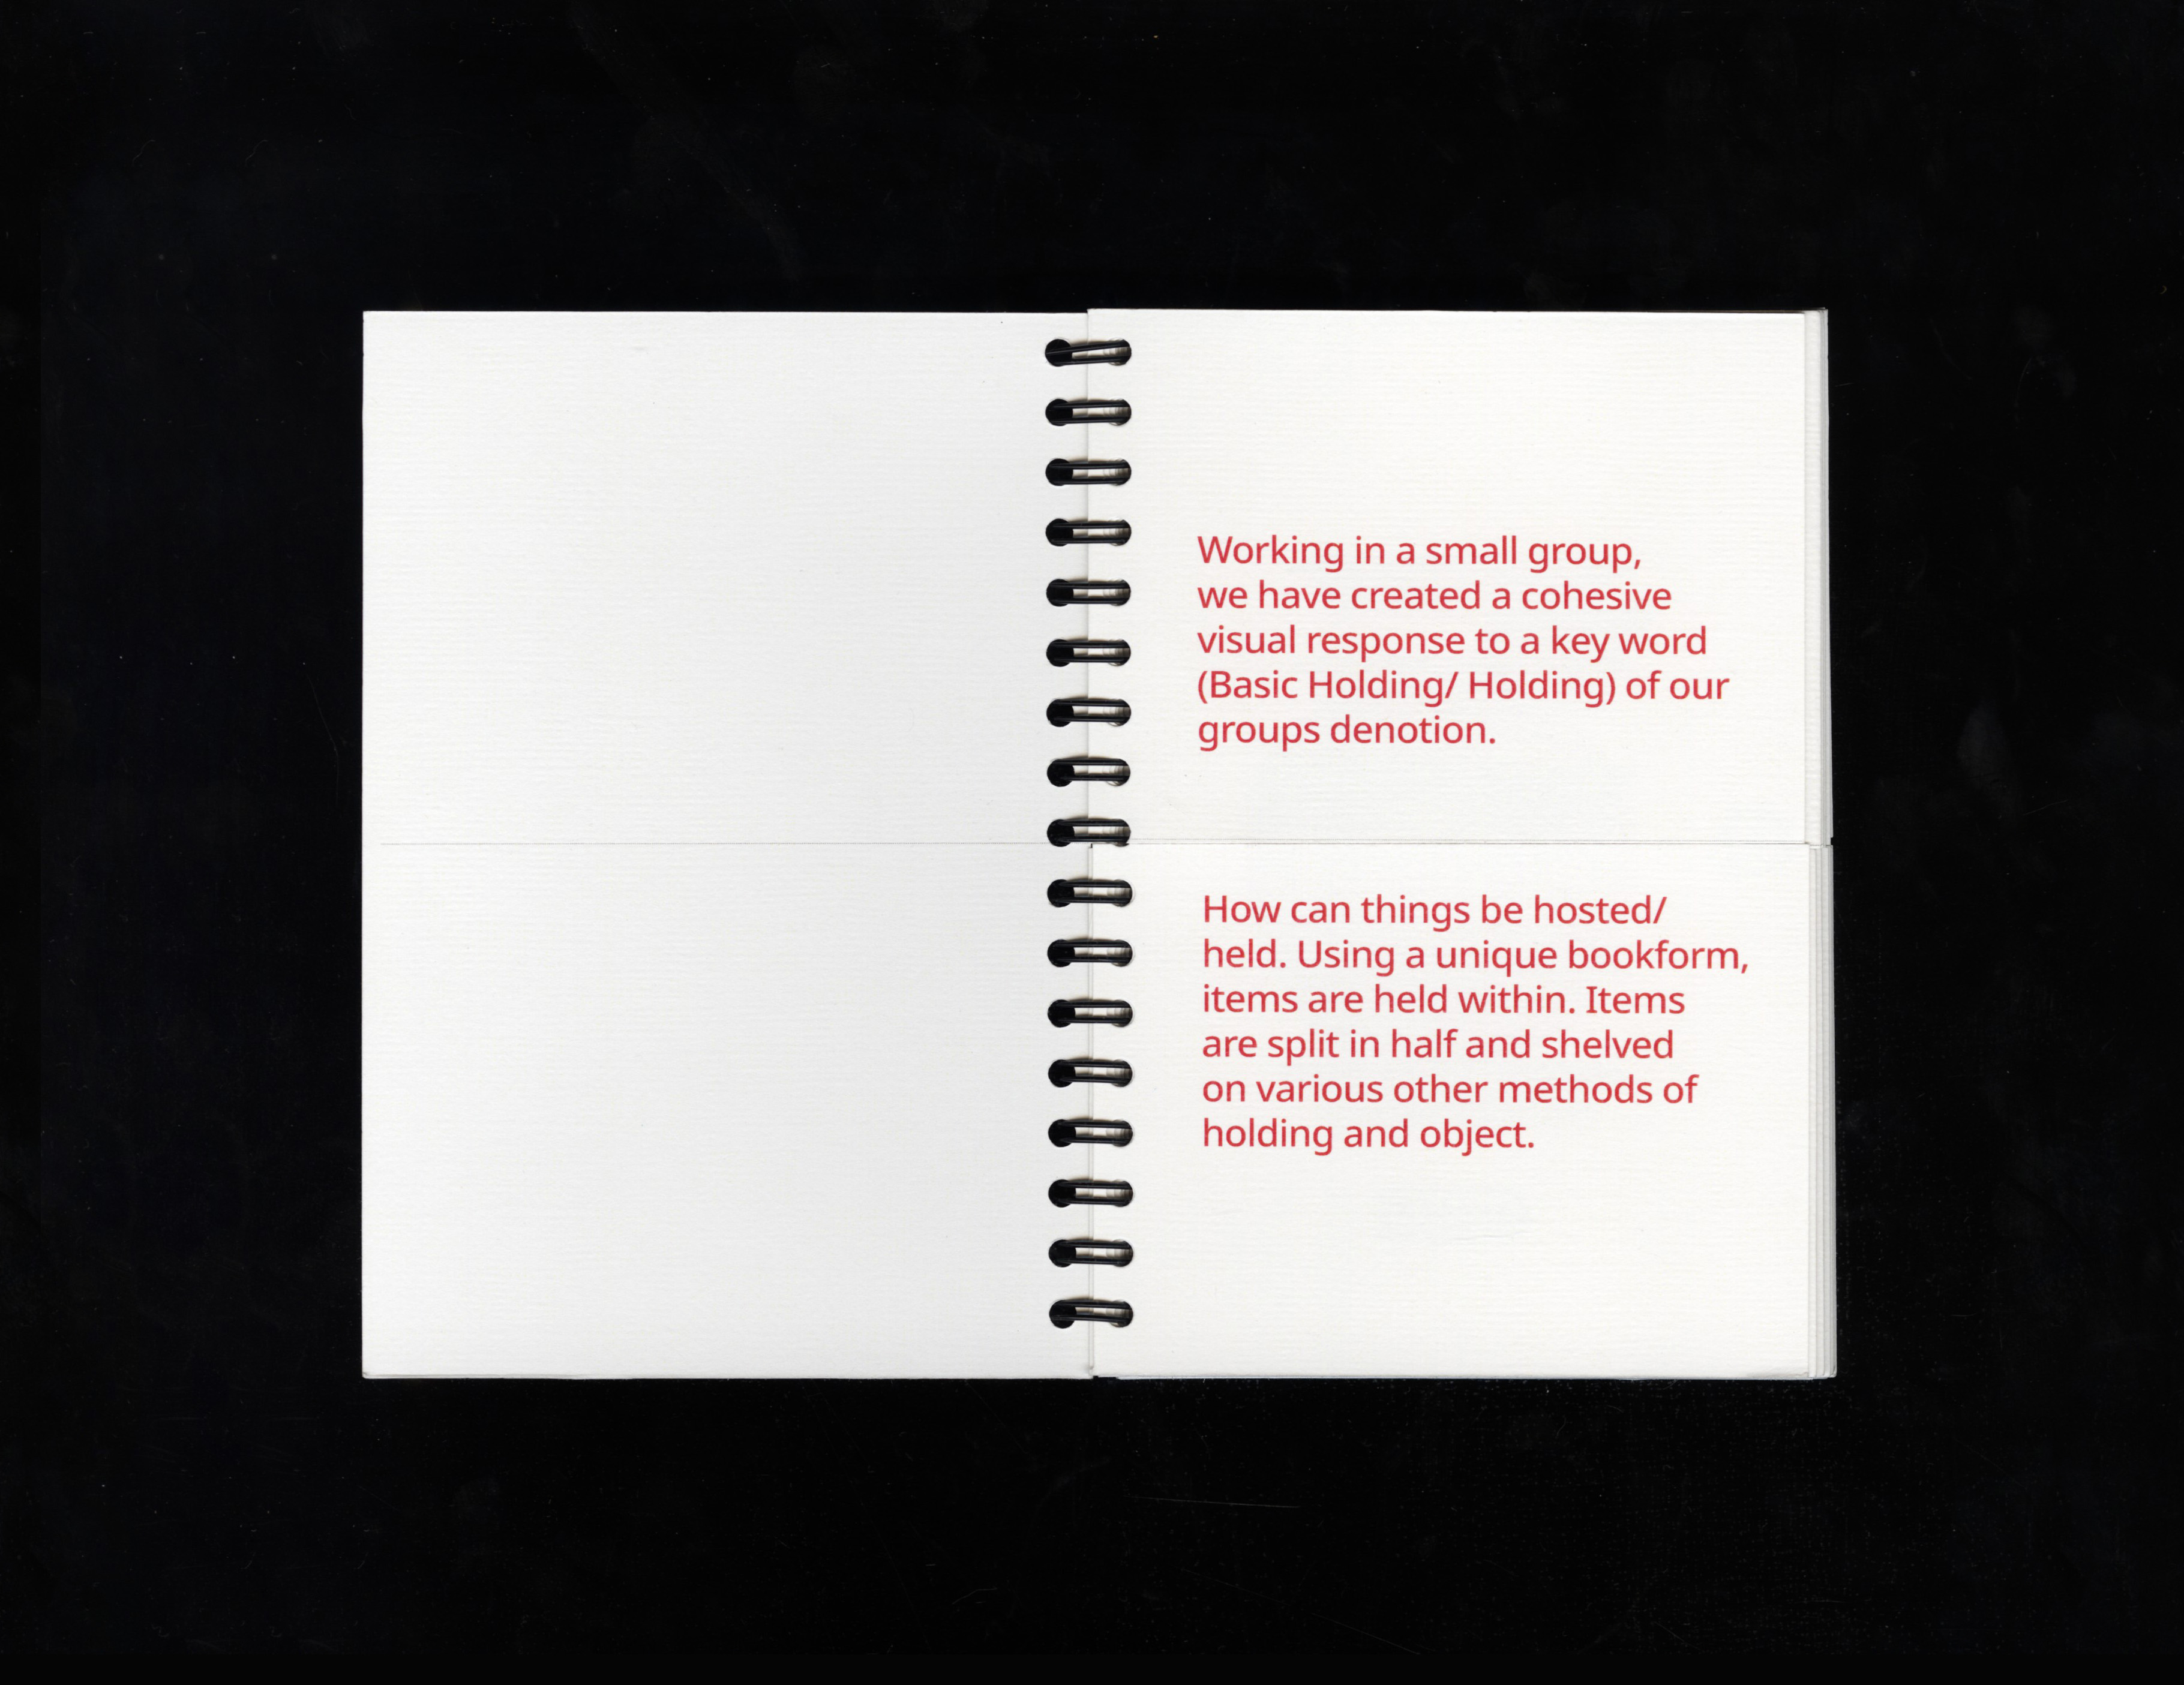 Working in a small group,
we have created a cohesive
visual response to a key word
(Basic Holding/ Holding) of our
groups denotion.
How can things be hosted/
held. Using a unique bookform,
items are held within. Items
are split in half and shelved
on various other methods of
holding and object.